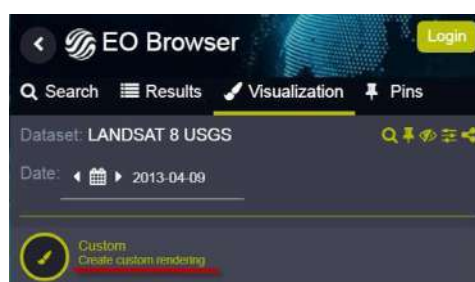 EO Browser
Login
Search Results Visualization Pins
Dataset: LANDSAT 8 USGS
Date: 2013-04-09
Custom
Create custom rendering